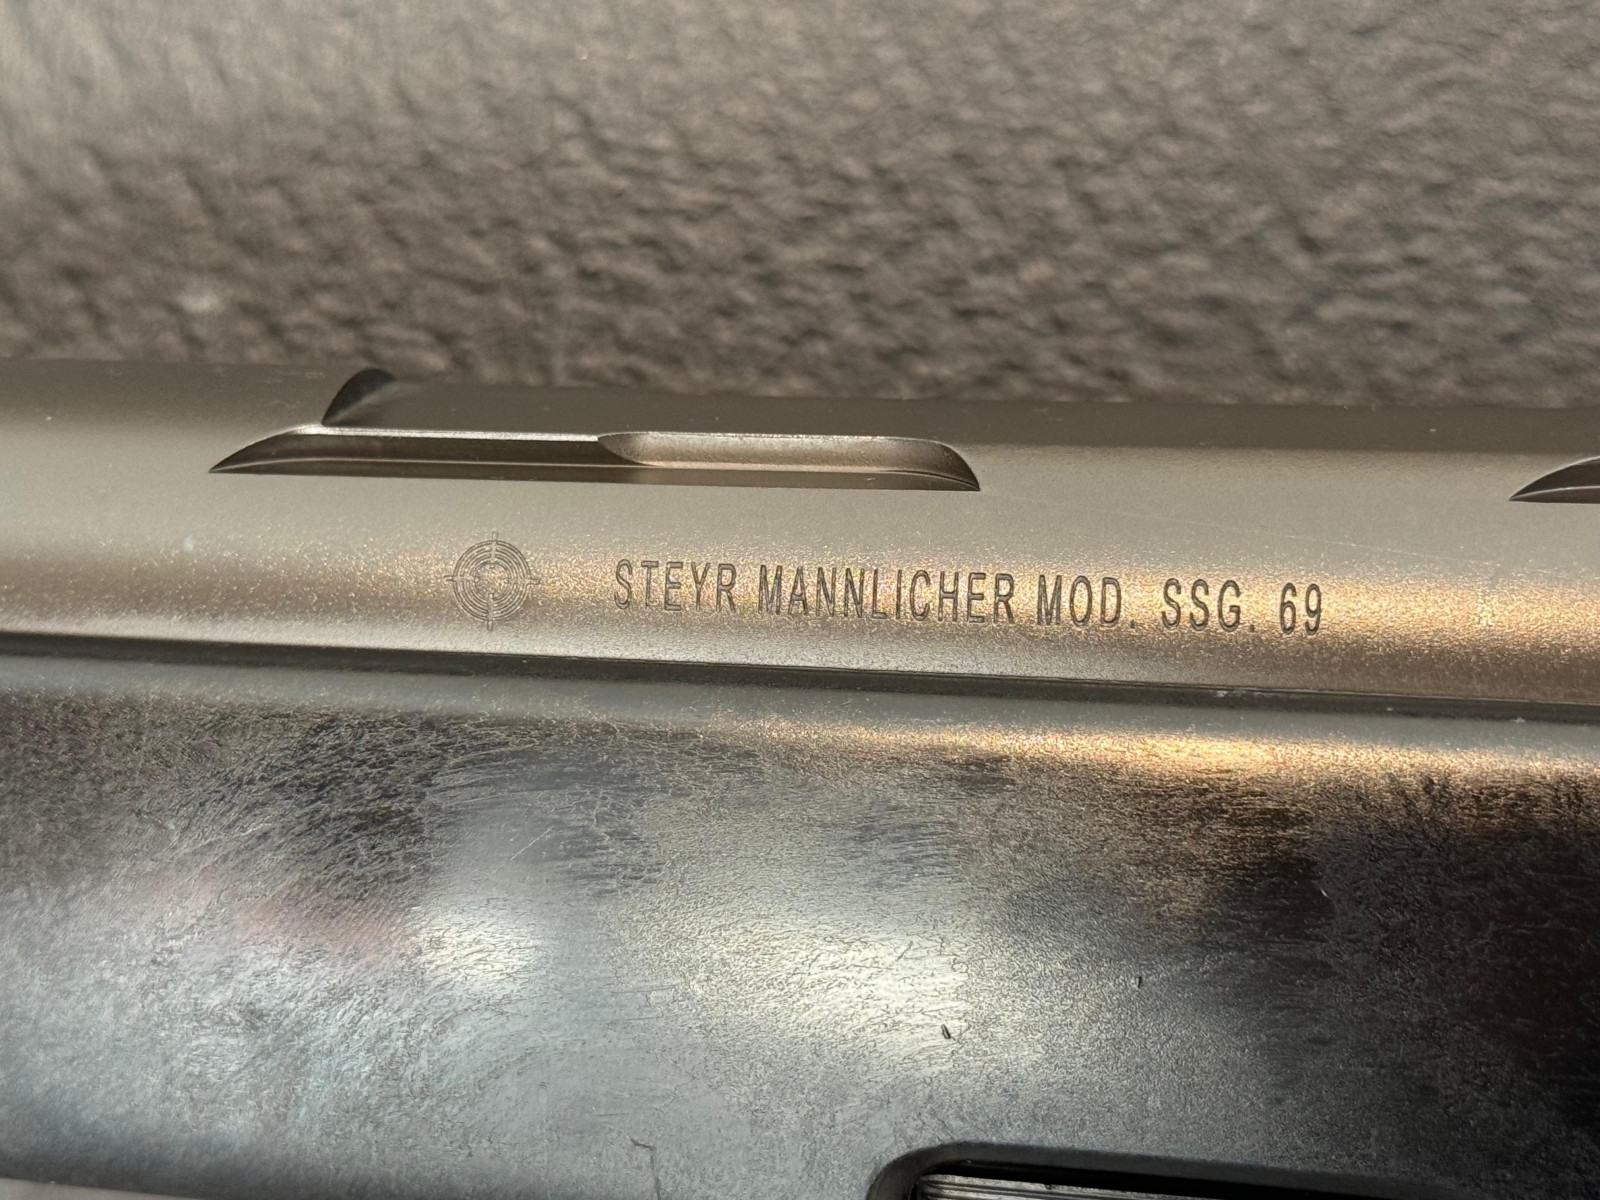 STEYR MANNLICHER MOD. SSG. 69